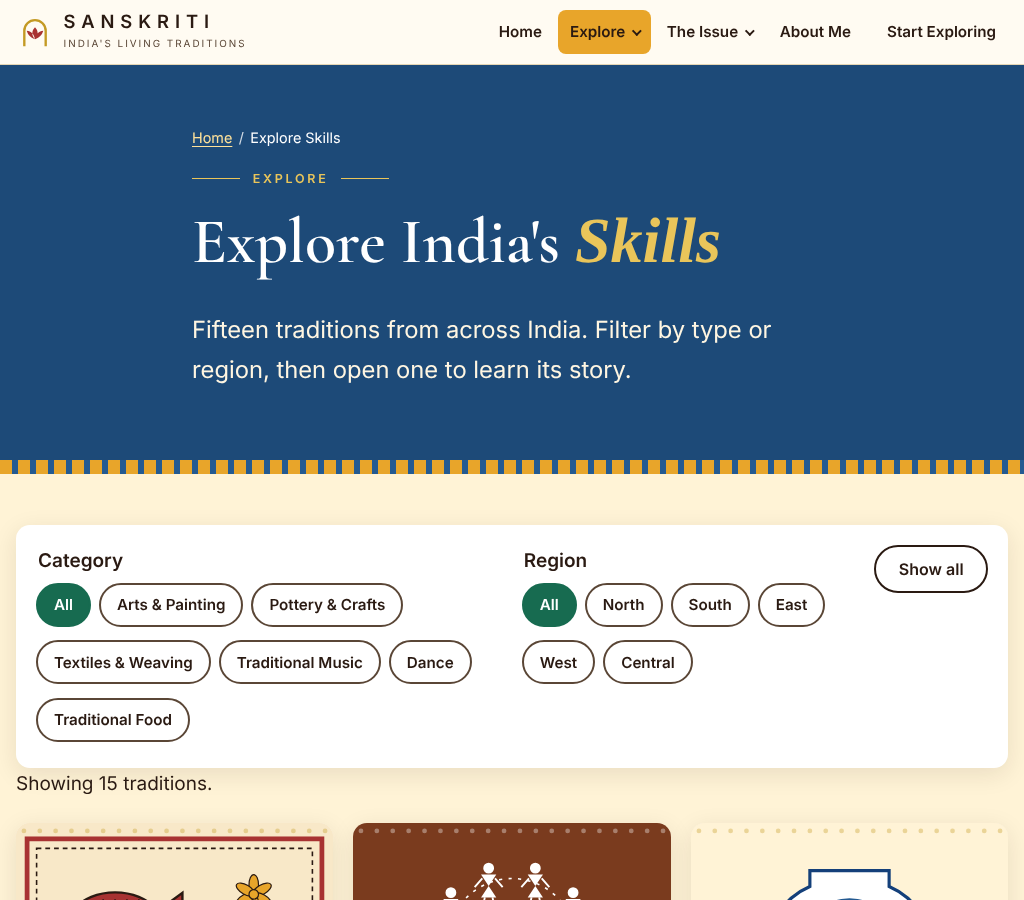 SANSKRITI
INDIA'S LIVING TRADITIONS
Home Explore The Issue About Me Start Exploring
Home / Explore Skills
EXPLORE
Explore India's Skills
Fifteen traditions from across India. Filter by type or
region, then open one to learn its story.
Category
All Arts & Painting Pottery & Crafts
Textiles & Weaving Traditional Music Dance
Traditional Food
Region
All North South East
West Central
Show all
Showing 15 traditions.